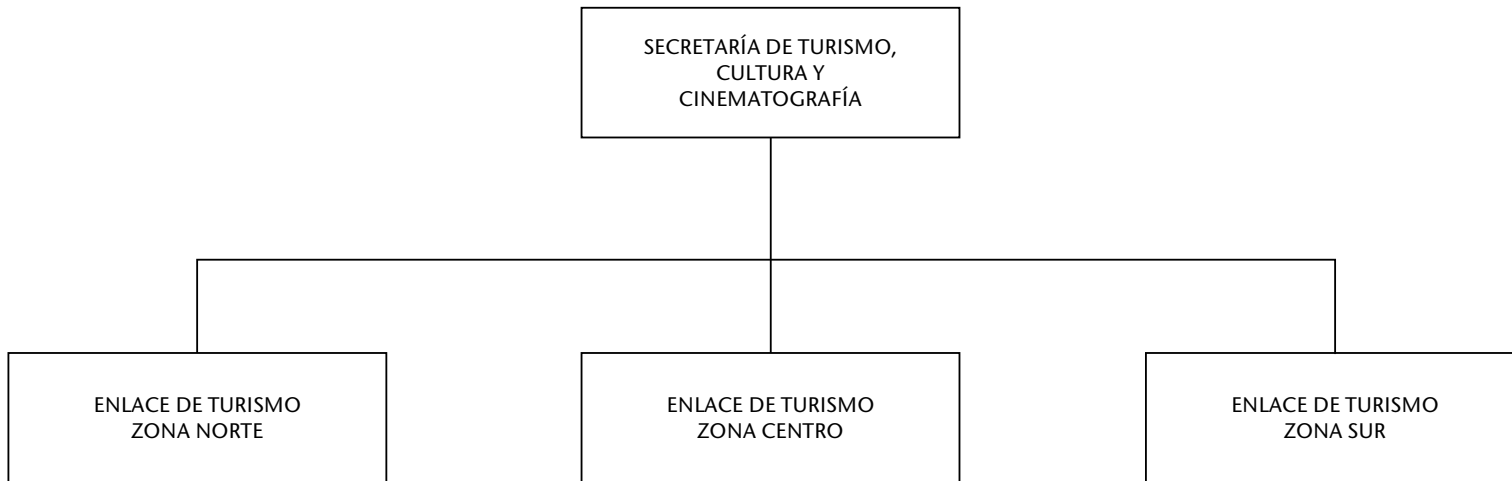 SECRETARÍA DE TURISMO,
CULTURA Y
CINEMATOGRAFÍA
ENLACE DE TURISMO
ZONA NORTE
ENLACE DE TURISMO
ZONA CENTRO
ENLACE DE TURISMO
ZONA SUR